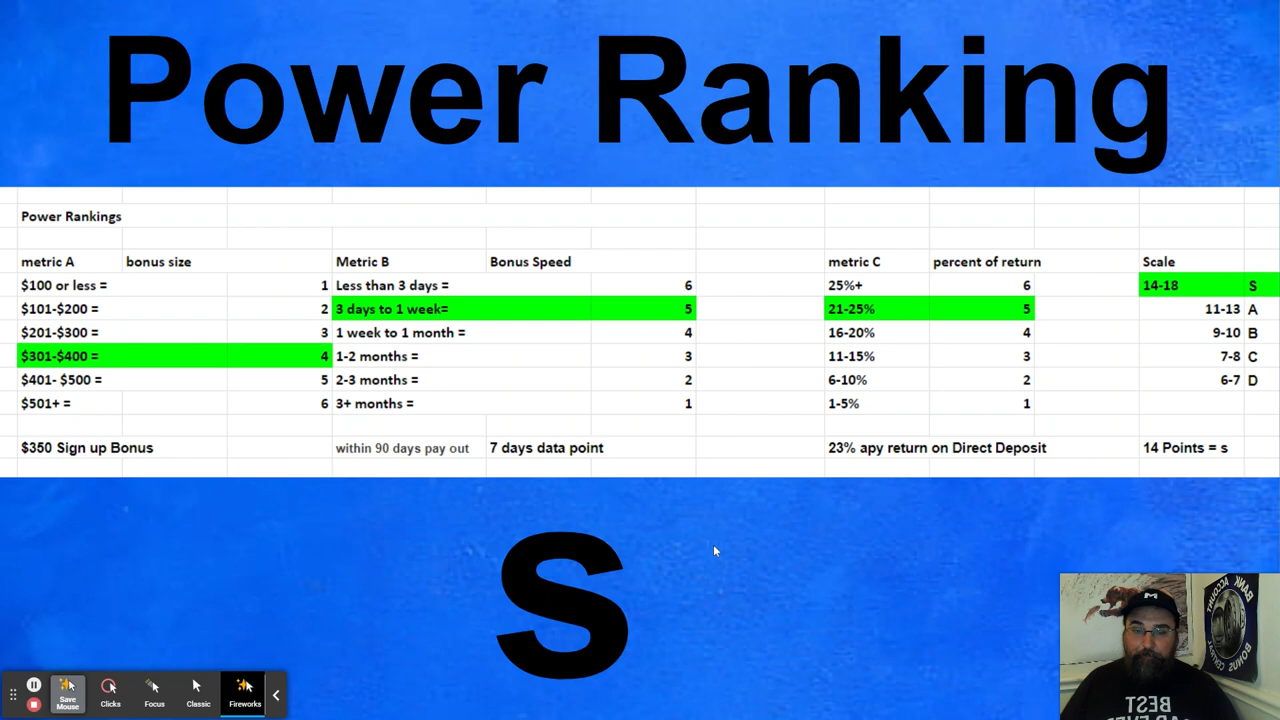 Power Ranking
Power Rankings
metric A bonus size Metric B Bonus Speed metric C percent of return Scale
$100 or less = 1 Less than 3 days = 6 25%+ 6 14-18 S
$101-$200 = 2 3 days to 1 week= 5 21-25% 5 11-13 A
$201-$300 = 3 1 week to 1 month = 4 16-20% 4 9-10 B
$301-$400 = 4 1-2 months = 3 11-15% 3 7-8 C
$401- $500 = 5 2-3 months = 2 6-10% 2 6-7 D
$501+ = 6 3+ months = 1 1-5% 1
$350 Sign up Bonus within 90 days pay out 7 days data point 23% apy return on Direct Deposit 14 Points = s
S
M
BANK ACCOUNT
BONUS CENTRAL
BEST
Save Mouse
Clicks
Focus
Classic
Fireworks